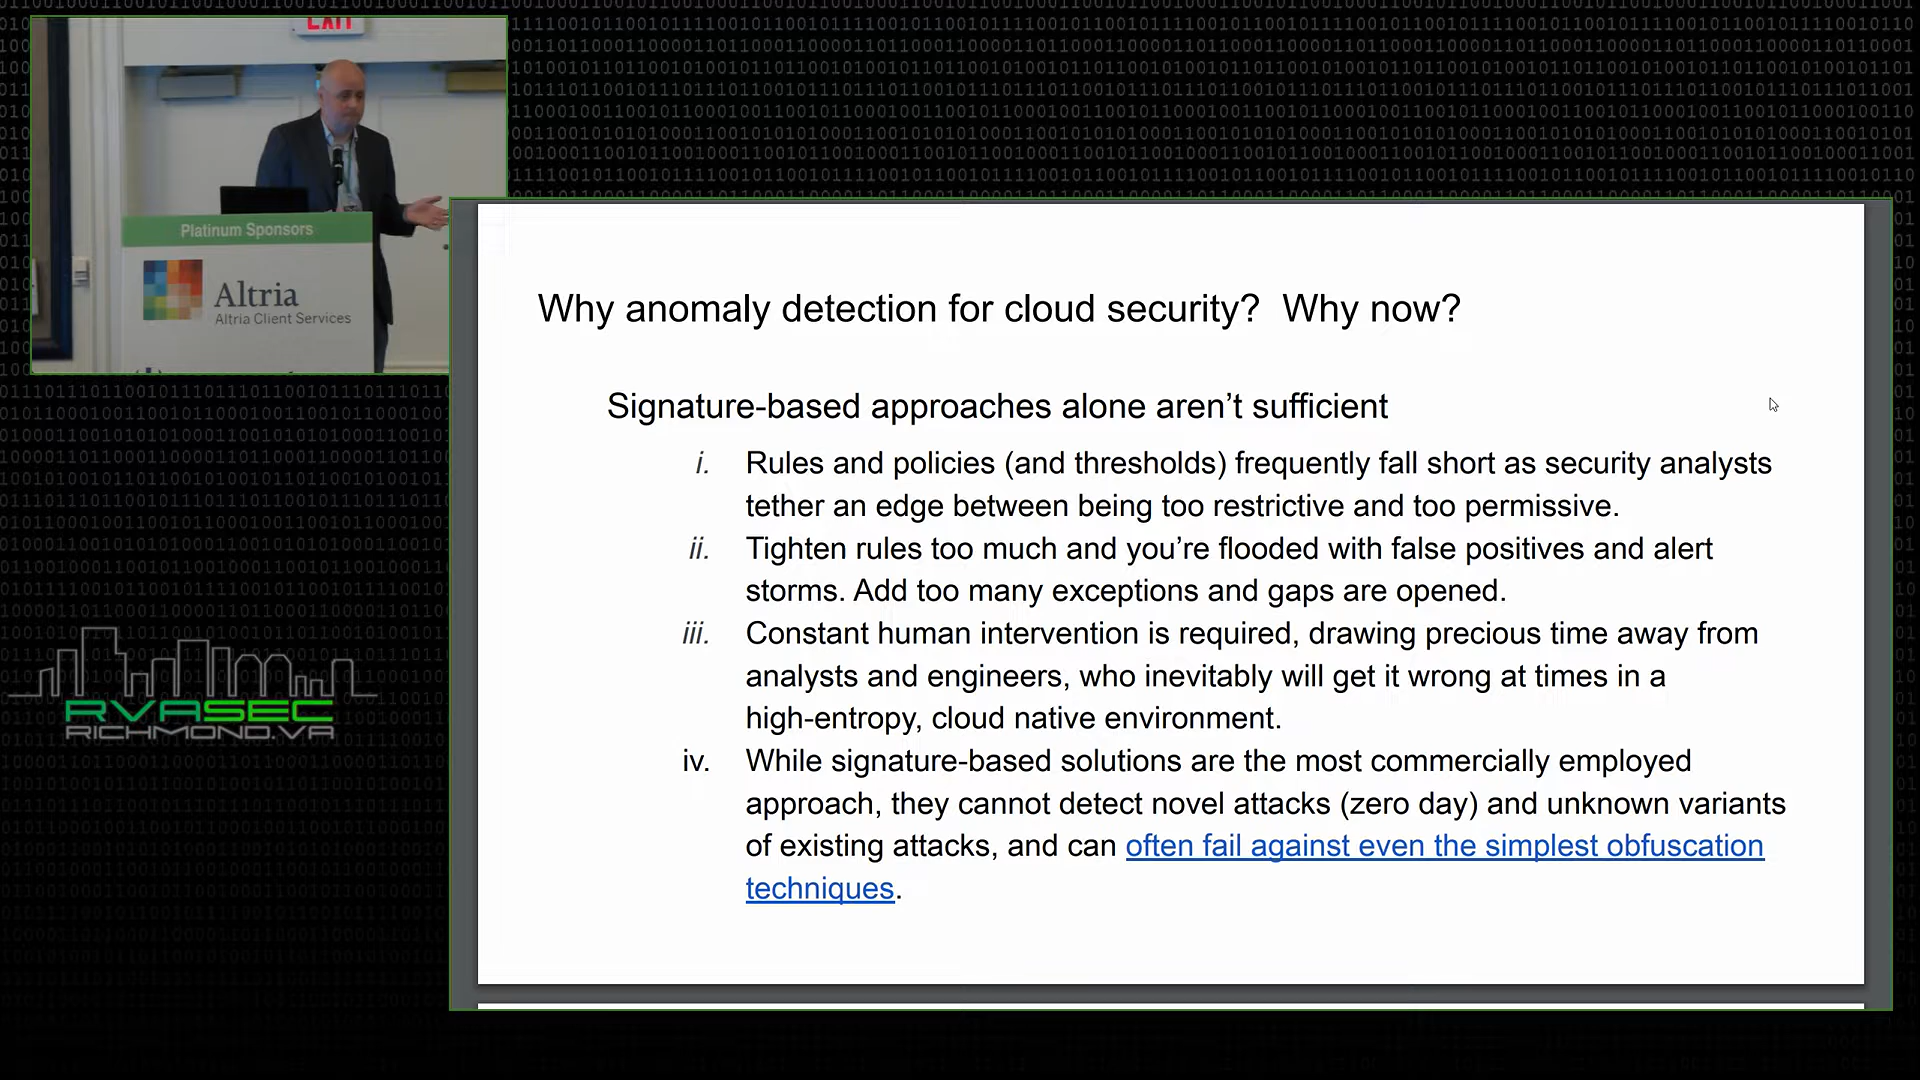 EXIT
Platinum Sponsors
Altria
Altria Client Services
Why anomaly detection for cloud security?  Why now?
Signature-based approaches alone aren’t sufficient
i. Rules and policies (and thresholds) frequently fall short as security analysts
tether an edge between being too restrictive and too permissive.
ii. Tighten rules too much and you’re flooded with false positives and alert
storms. Add too many exceptions and gaps are opened.
iii. Constant human intervention is required, drawing precious time away from
analysts and engineers, who inevitably will get it wrong at times in a
high-entropy, cloud native environment.
iv. While signature-based solutions are the most commercially employed
approach, they cannot detect novel attacks (zero day) and unknown variants
of existing attacks, and can often fail against even the simplest obfuscation
techniques.
RVASEC
RICHMOND.VA